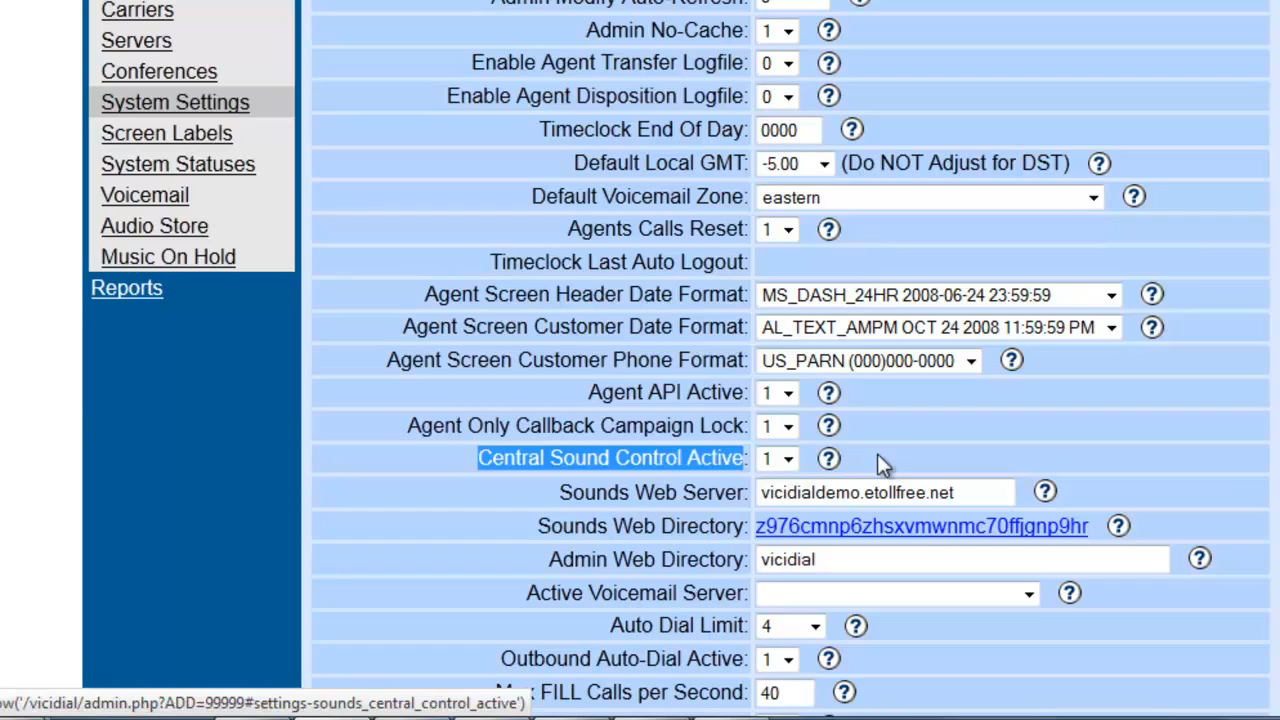 Carriers
Servers
Conferences
System Settings
Screen Labels
System Statuses
Voicemail
Audio Store
Music On Hold
Reports
Admin Modify Auto-Refresh:
Admin No-Cache: 1 ?
Enable Agent Transfer Logfile: 0 ?
Enable Agent Disposition Logfile: 0 ?
Timeclock End Of Day: 0000 ?
Default Local GMT: -5.00 (Do NOT Adjust for DST) ?
Default Voicemail Zone: eastern ?
Agents Calls Reset: 1 ?
Timeclock Last Auto Logout:
Agent Screen Header Date Format: MS_DASH_24HR 2008-06-24 23:59:59 ?
Agent Screen Customer Date Format: AL_TEXT_AMPM OCT 24 2008 11:59:59 PM ?
Agent Screen Customer Phone Format: US_PARN (000)000-0000 ?
Agent API Active: 1 ?
Agent Only Callback Campaign Lock: 1 ?
Central Sound Control Active: 1 ?
Sounds Web Server: vicidialdemo.etollfree.net ?
Sounds Web Directory: z976cmnp6zhsxvmwnmc70ffjgnp9hr ?
Admin Web Directory: vicidial ?
Active Voicemail Server: ?
Auto Dial Limit: 4 ?
Outbound Auto-Dial Active: 1 ?
FILL Calls per Second: 40 ?
ow('/vicidial/admin.php?ADD=99999#settings-sounds_central_control_active')